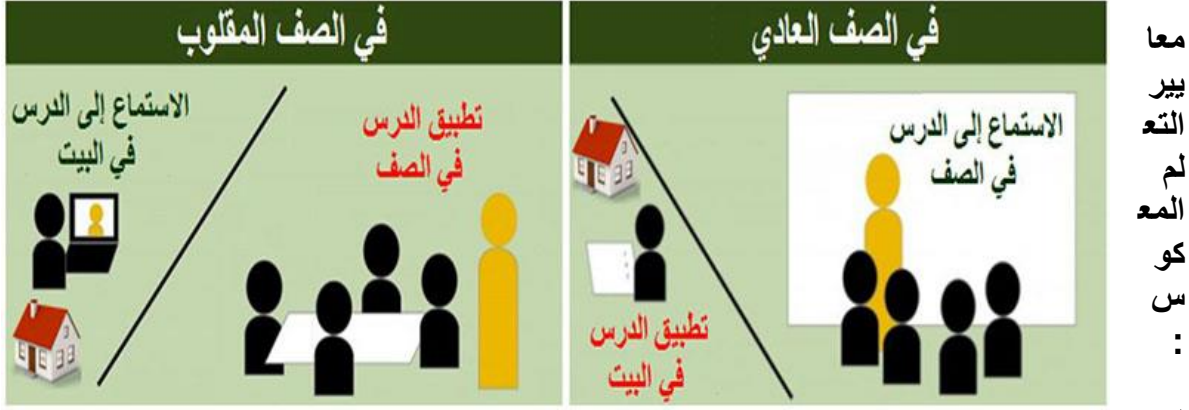 معا
يير
التع
لم
المع
كو
س
:
في الصف العادي
الاستماع إلى الدرس
في الصف
تطبيق الدرس
في البيت
في الصف المقلوب
تطبيق الدرس
في الصف
الاستماع إلى الدرس
في البيت